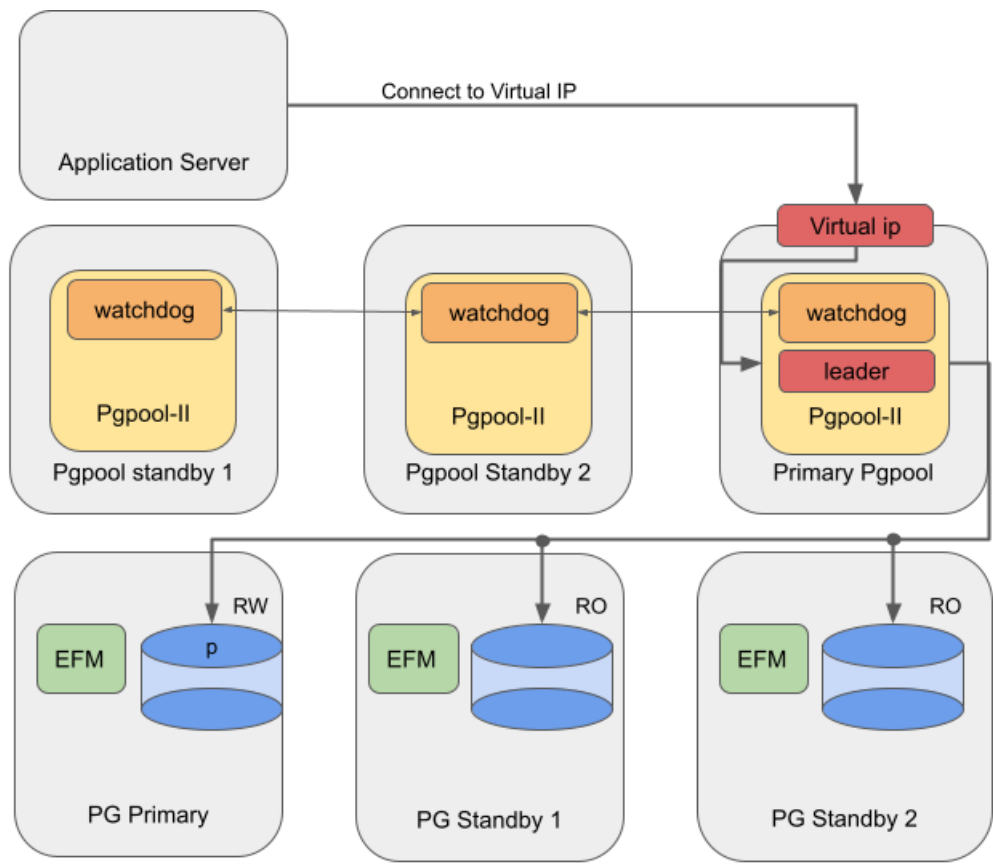 Connect to Virtual IP
Application Server
Virtual ip
watchdog
watchdog
watchdog
leader
Pgpool-II
Pgpool-II
Pgpool-II
Pgpool standby 1
Pgpool Standby 2
Primary Pgpool
RW
RO
RO
p
EFM
EFM
EFM
PG Primary
PG Standby 1
PG Standby 2